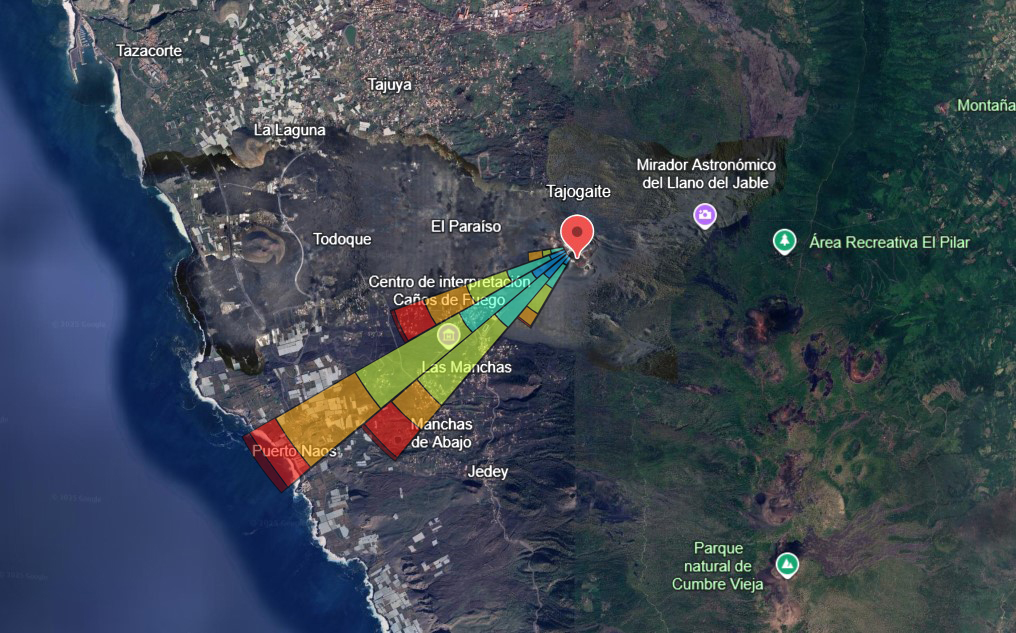 Tazacorte
Tajuya
Montaña
La Laguna
Mirador Astronómico
del Llano del Jable
Tajogaite
El Paraíso
Todoque
Área Recreativa El Pilar
Centro de interpretación
Caños de Fuego
Las Manchas
Manchas
de Abajo
Puerto Naos
Jedey
Parque
natural de
Cumbre Vieja